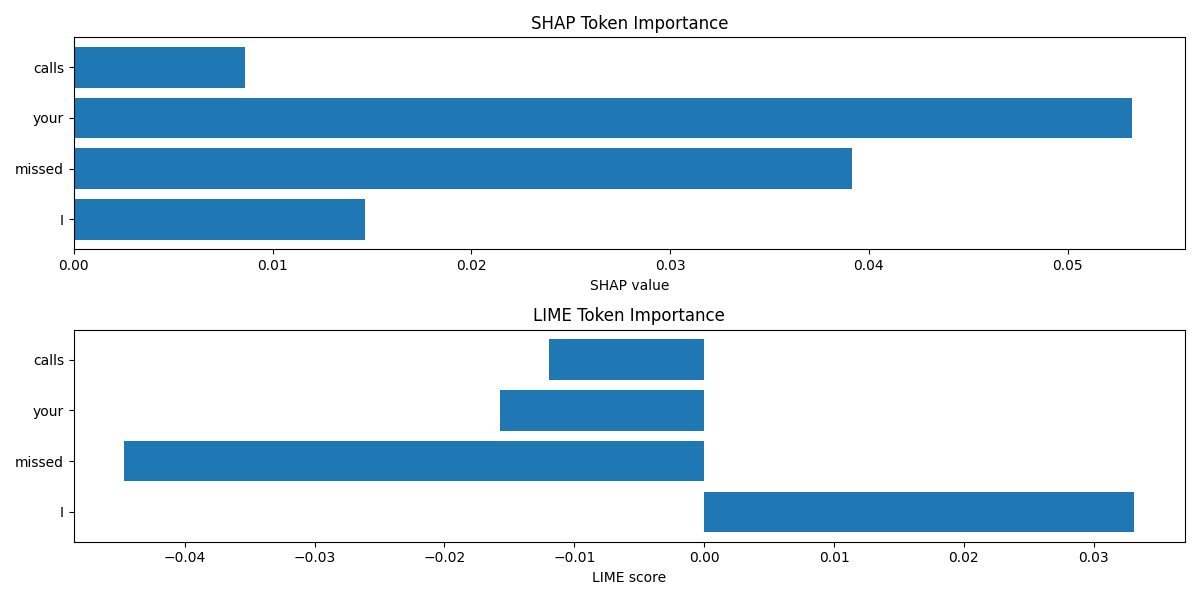 SHAP Token Importance
calls
your
missed
I
0.00 0.01 0.02 0.03 0.04 0.05
SHAP value
LIME Token Importance
calls
your
missed
I
−0.04 −0.03 −0.02 −0.01 0.00 0.01 0.02 0.03
LIME score